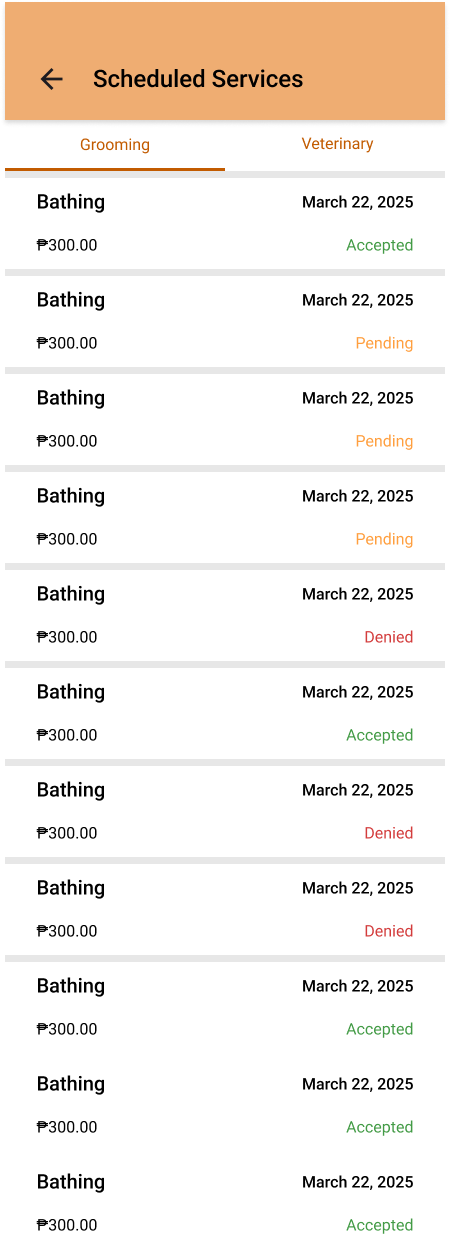 Scheduled Services
Grooming Veterinary
Bathing March 22, 2025
₱300.00 Accepted
Bathing March 22, 2025
₱300.00 Pending
Bathing March 22, 2025
₱300.00 Pending
Bathing March 22, 2025
₱300.00 Pending
Bathing March 22, 2025
₱300.00 Denied
Bathing March 22, 2025
₱300.00 Accepted
Bathing March 22, 2025
₱300.00 Denied
Bathing March 22, 2025
₱300.00 Denied
Bathing March 22, 2025
₱300.00 Accepted
Bathing March 22, 2025
₱300.00 Accepted
Bathing March 22, 2025
₱300.00 Accepted